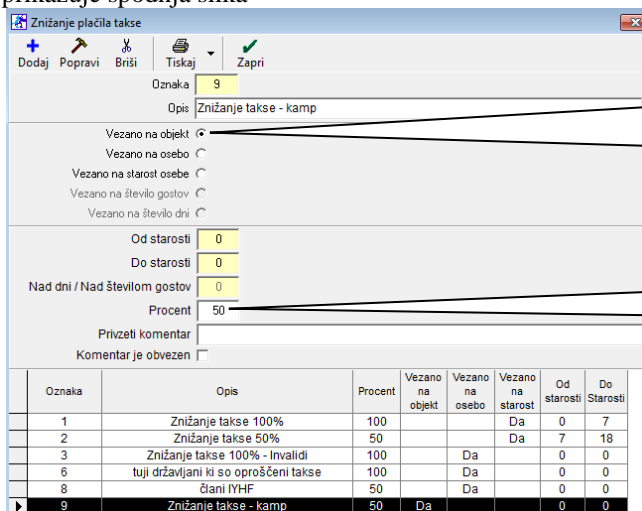 prikazuje spodnja slika
Znižanje plačila takse
Dodaj Popravi Briši Tiskaj Zapri
Oznaka 9
Opis Znižanje takse - kamp
Vezano na objekt
Vezano na osebo
Vezano na starost osebe
Vezano na število gostov
Vezano na število dni
Od starosti 0
Do starosti 0
Nad dni / Nad številom gostov 0
Procent 50
Privzeti komentar
Komentar je obvezen
Oznaka Opis Procent Vezano na objekt Vezano na osebo Vezano na starost Od starosti Do Starosti
1 Znižanje takse 100% 100 Da 0 7
2 Znižanje takse 50% 50 Da 7 18
3 Znižanje takse 100% - Invalidi 100 Da 0 0
6 tuji državljani ki so oproščeni takse 100 Da 0 0
8 člani IYHF 50 Da 0 0
9 Znižanje takse - kamp 50 Da 0 0